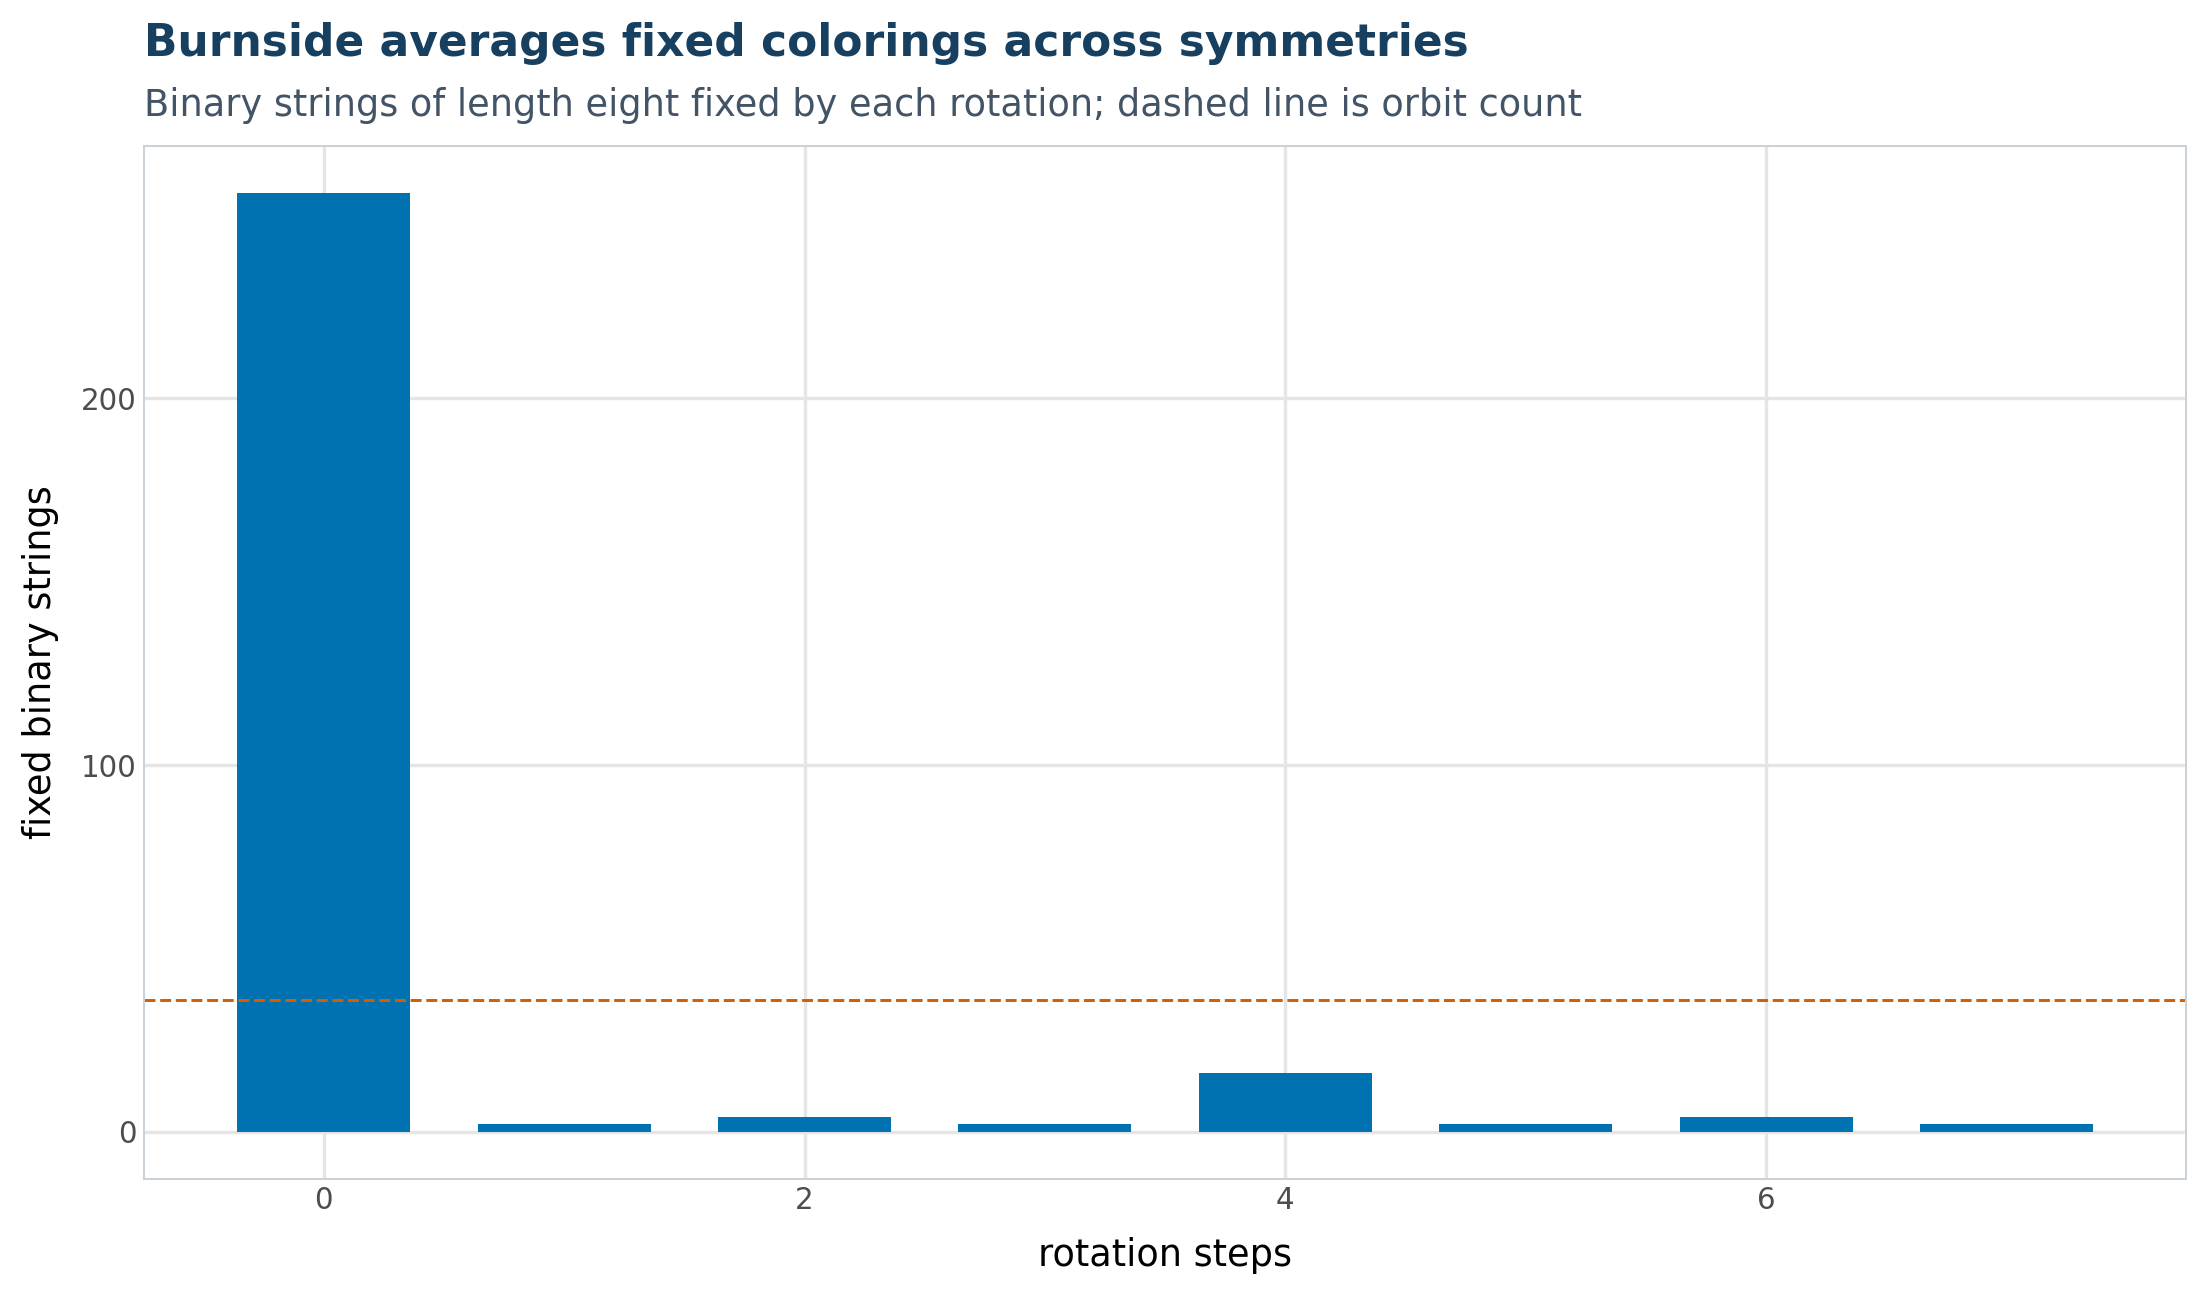 Burnside averages fixed colorings across symmetries
Binary strings of length eight fixed by each rotation; dashed line is orbit count
fixed binary strings
200
100
0
0 2 4 6
rotation steps